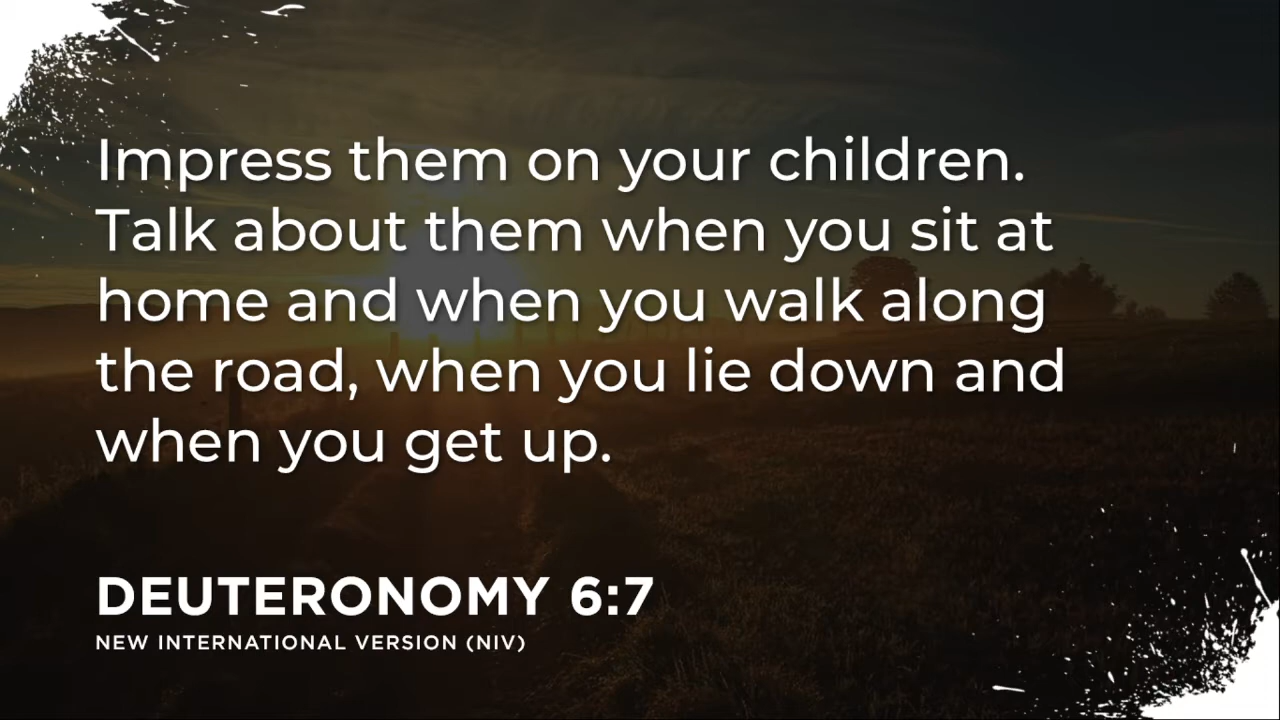 Impress them on your children.
Talk about them when you sit at
home and when you walk along
the road, when you lie down and
when you get up.
DEUTERONOMY 6:7
NEW INTERNATIONAL VERSION (NIV)